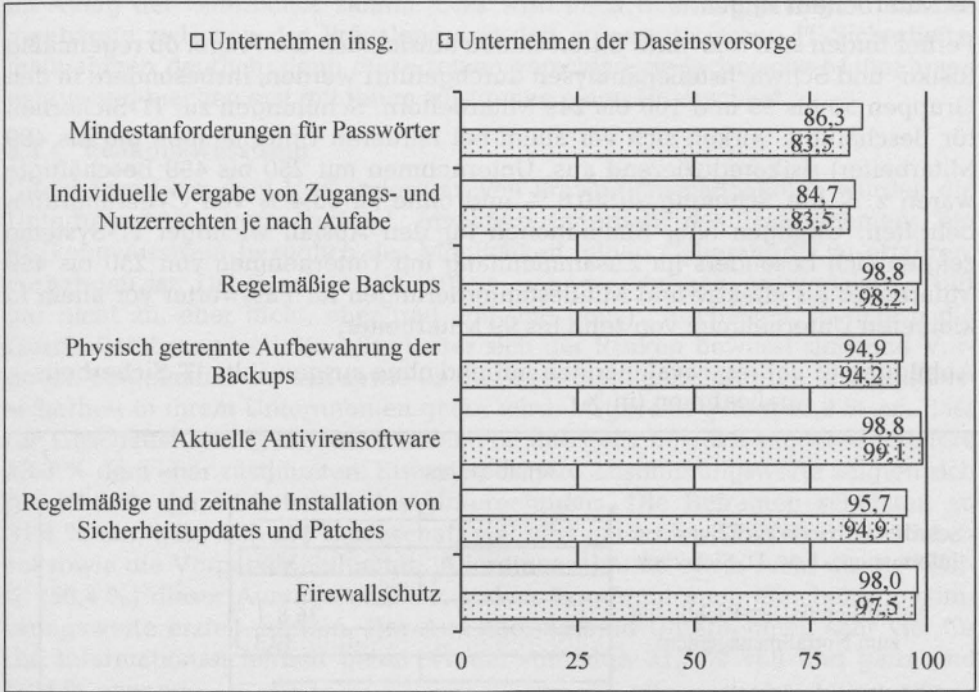 Unternehmen insg. Unternehmen der Daseinsvorsorge
Mindestanforderungen für Passwörter
86,3
83,5
Individuelle Vergabe von Zugangs- und
Nutzerrechten je nach Aufabe
84,7
83,5
Regelmäßige Backups
98,8
98,2
Physisch getrennte Aufbewahrung der
Backups
94,9
94,2
Aktuelle Antivirensoftware
98,8
99,1
Regelmäßige und zeitnahe Installation von
Sicherheitsupdates und Patches
95,7
94,9
Firewallschutz
98,0
97,5
0 25 50 75 100